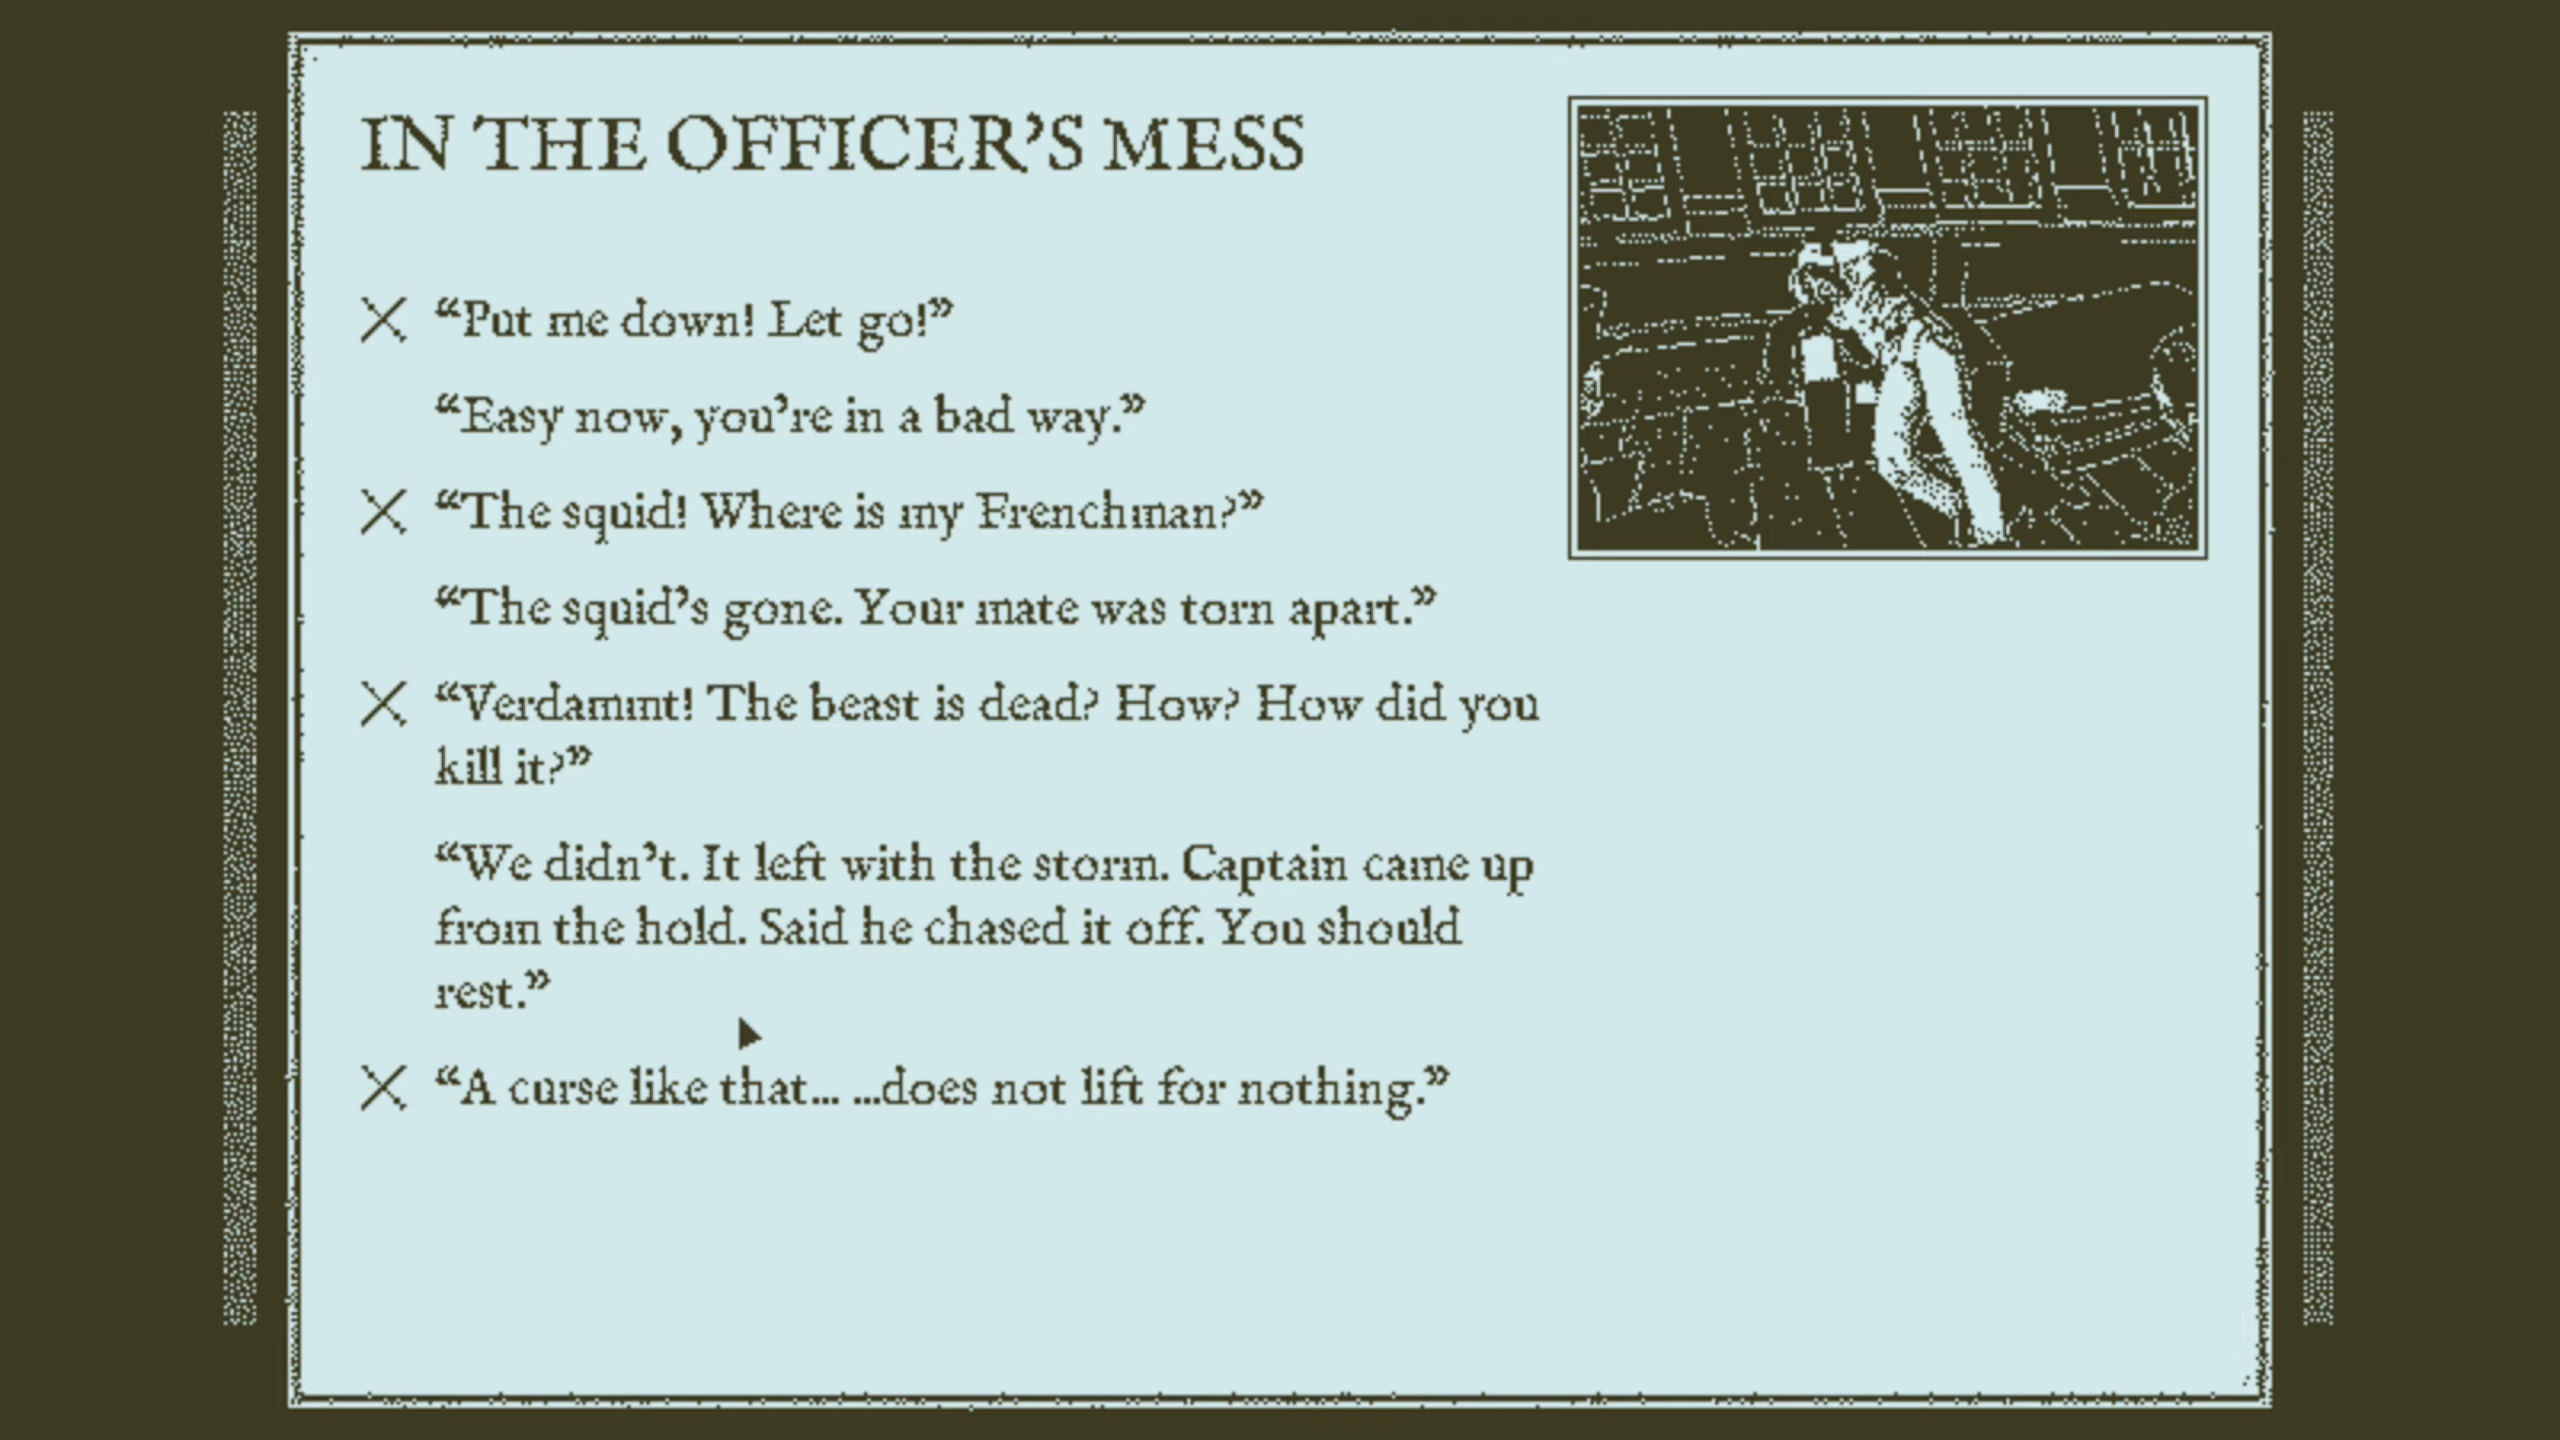 IN THE OFFICER’S MESS
“Put me down! Let go!”
“Easy now, you’re in a bad way.”
“The squid! Where is my Frenchman?”
“The squid’s gone. Your mate was torn apart.”
“Verdammt! The beast is dead? How? How did you
kill it?”
“We didn’t. It left with the storm. Captain came up
from the hold. Said he chased it off. You should
rest.”
“A curse like that... ...does not lift for nothing.”